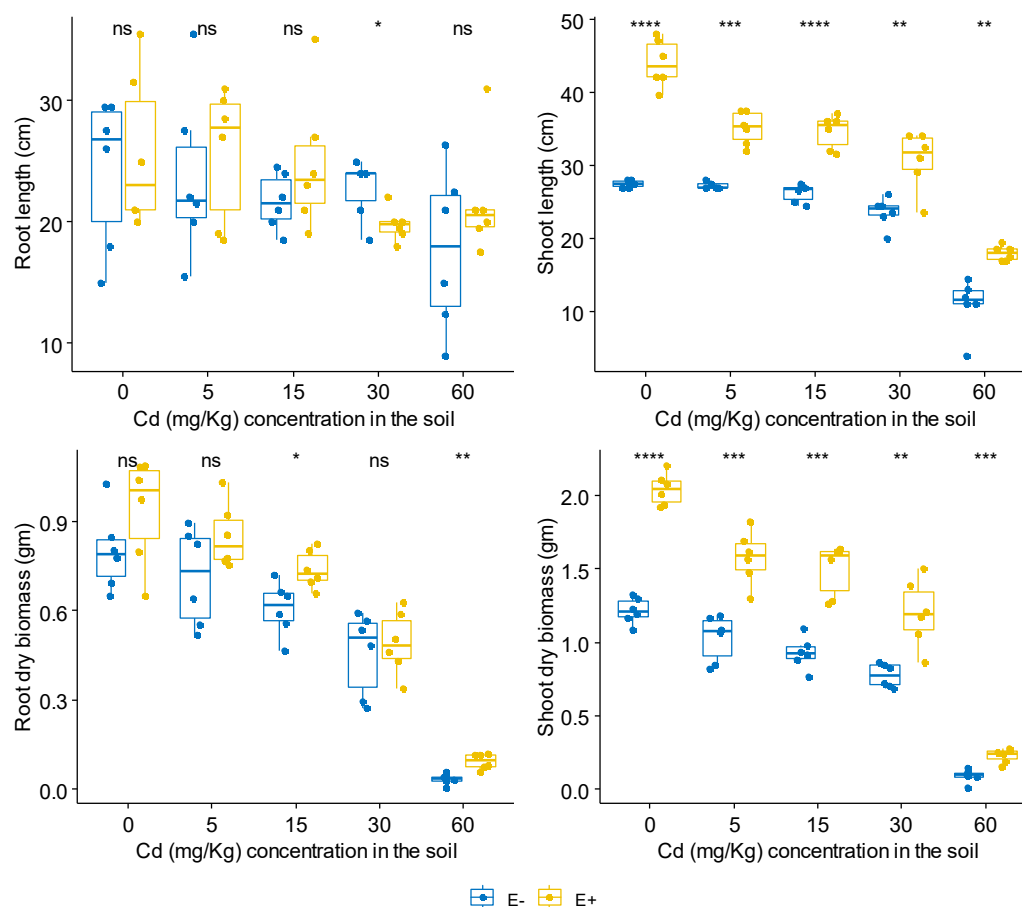 ns ns ns * ns
Root length (cm)
30
20
10
0 5 15 30 60
Cd (mg/Kg) concentration in the soil
**** *** **** ** **
Shoot length (cm)
50
40
30
20
10
0 5 15 30 60
Cd (mg/Kg) concentration in the soil
ns ns * ns **
Root dry biomass (gm)
0.9
0.6
0.3
0.0
0 5 15 30 60
Cd (mg/Kg) concentration in the soil
**** *** *** ** ***
Shoot dry biomass (gm)
2.0
1.5
1.0
0.5
0.0
0 5 15 30 60
Cd (mg/Kg) concentration in the soil
E- E+